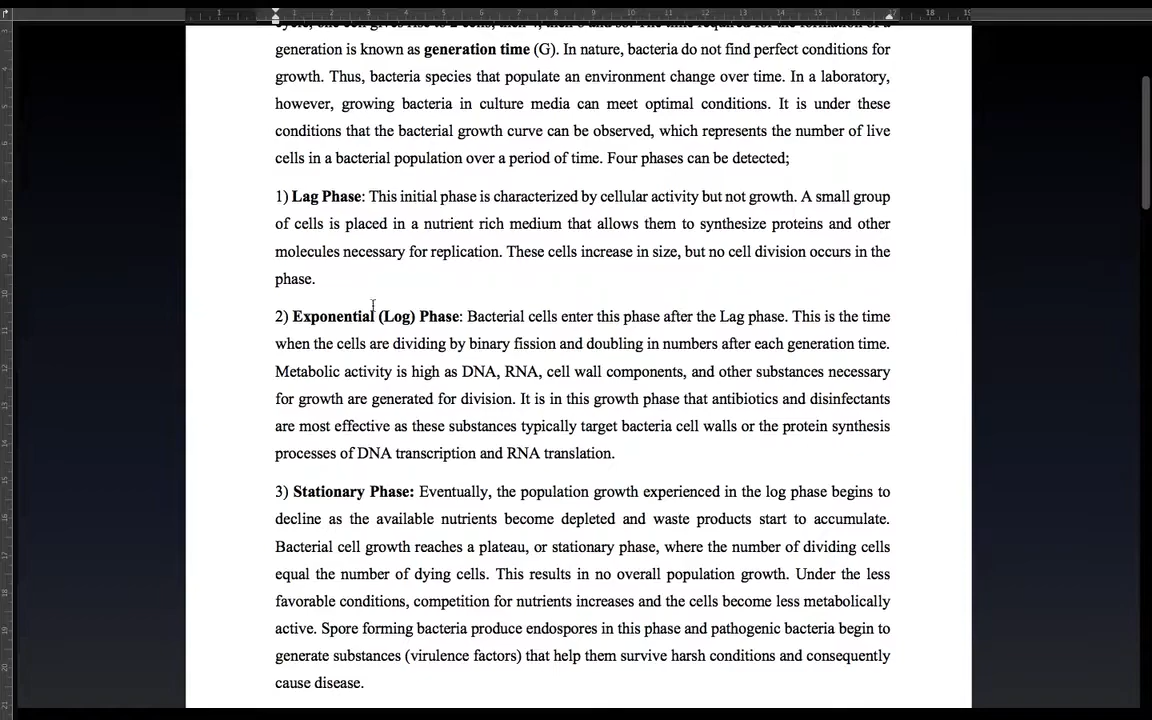 generation is known as generation time (G). In nature, bacteria do not find perfect conditions for
growth. Thus, bacteria species that populate an environment change over time. In a laboratory,
however, growing bacteria in culture media can meet optimal conditions. It is under these
conditions that the bacterial growth curve can be observed, which represents the number of live
cells in a bacterial population over a period of time. Four phases can be detected;
1) Lag Phase: This initial phase is characterized by cellular activity but not growth. A small group
of cells is placed in a nutrient rich medium that allows them to synthesize proteins and other
molecules necessary for replication. These cells increase in size, but no cell division occurs in the
phase.
2) Exponential (Log) Phase: Bacterial cells enter this phase after the Lag phase. This is the time
when the cells are dividing by binary fission and doubling in numbers after each generation time.
Metabolic activity is high as DNA, RNA, cell wall components, and other substances necessary
for growth are generated for division. It is in this growth phase that antibiotics and disinfectants
are most effective as these substances typically target bacteria cell walls or the protein synthesis
processes of DNA transcription and RNA translation.
3) Stationary Phase: Eventually, the population growth experienced in the log phase begins to
decline as the available nutrients become depleted and waste products start to accumulate.
Bacterial cell growth reaches a plateau, or stationary phase, where the number of dividing cells
equal the number of dying cells. This results in no overall population growth. Under the less
favorable conditions, competition for nutrients increases and the cells become less metabolically
active. Spore forming bacteria produce endospores in this phase and pathogenic bacteria begin to
generate substances (virulence factors) that help them survive harsh conditions and consequently
cause disease.